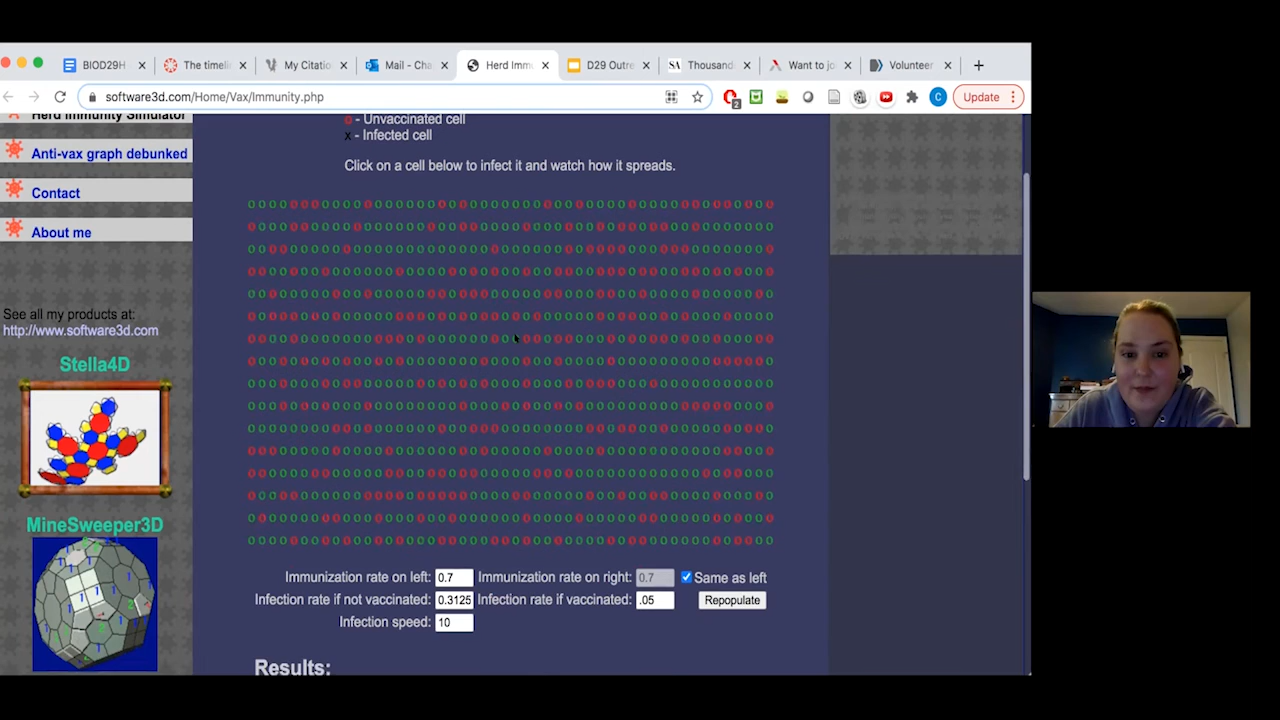 BIOD29H
The timeli
My Citatio
Mail - Cha
Herd Imm
D29 Outre
SA Thousand
Want to jo
Volunteer
software3d.com/Home/Vax/Immunity.php
2
C
Update
Herd Immunity Simulator
Anti-vax graph debunked
Contact
About me
See all my products at:
http://www.software3d.com
Stella4D
MineSweeper3D
o - Unvaccinated cell
x - Infected cell
Click on a cell below to infect it and watch how it spreads.
Immunization rate on left: 0.7 Immunization rate on right: 0.7 Same as left
Infection rate if not vaccinated: 0.3125 Infection rate if vaccinated: .05 Repopulate
Infection speed: 10
Results: